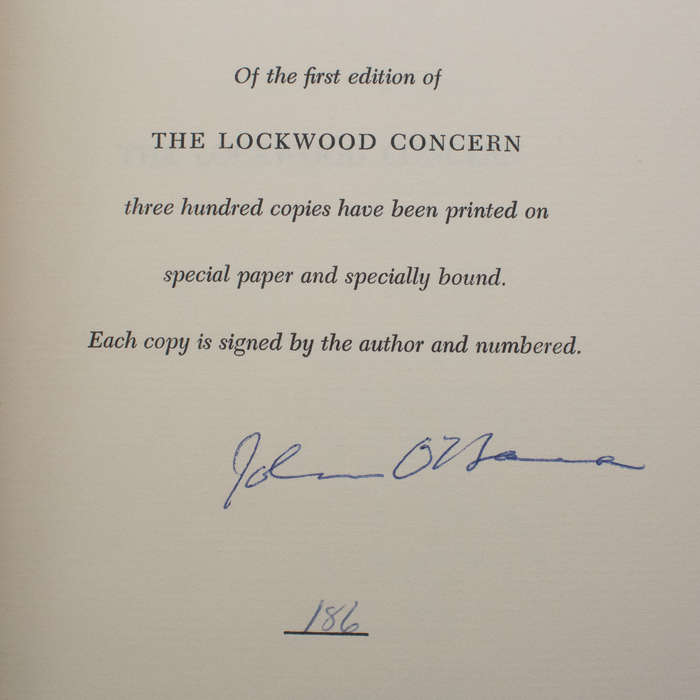 Of the first edition of
THE LOCKWOOD CONCERN
three hundred copies have been printed on
special paper and specially bound.
Each copy is signed by the author and numbered.
John O'Hara
186